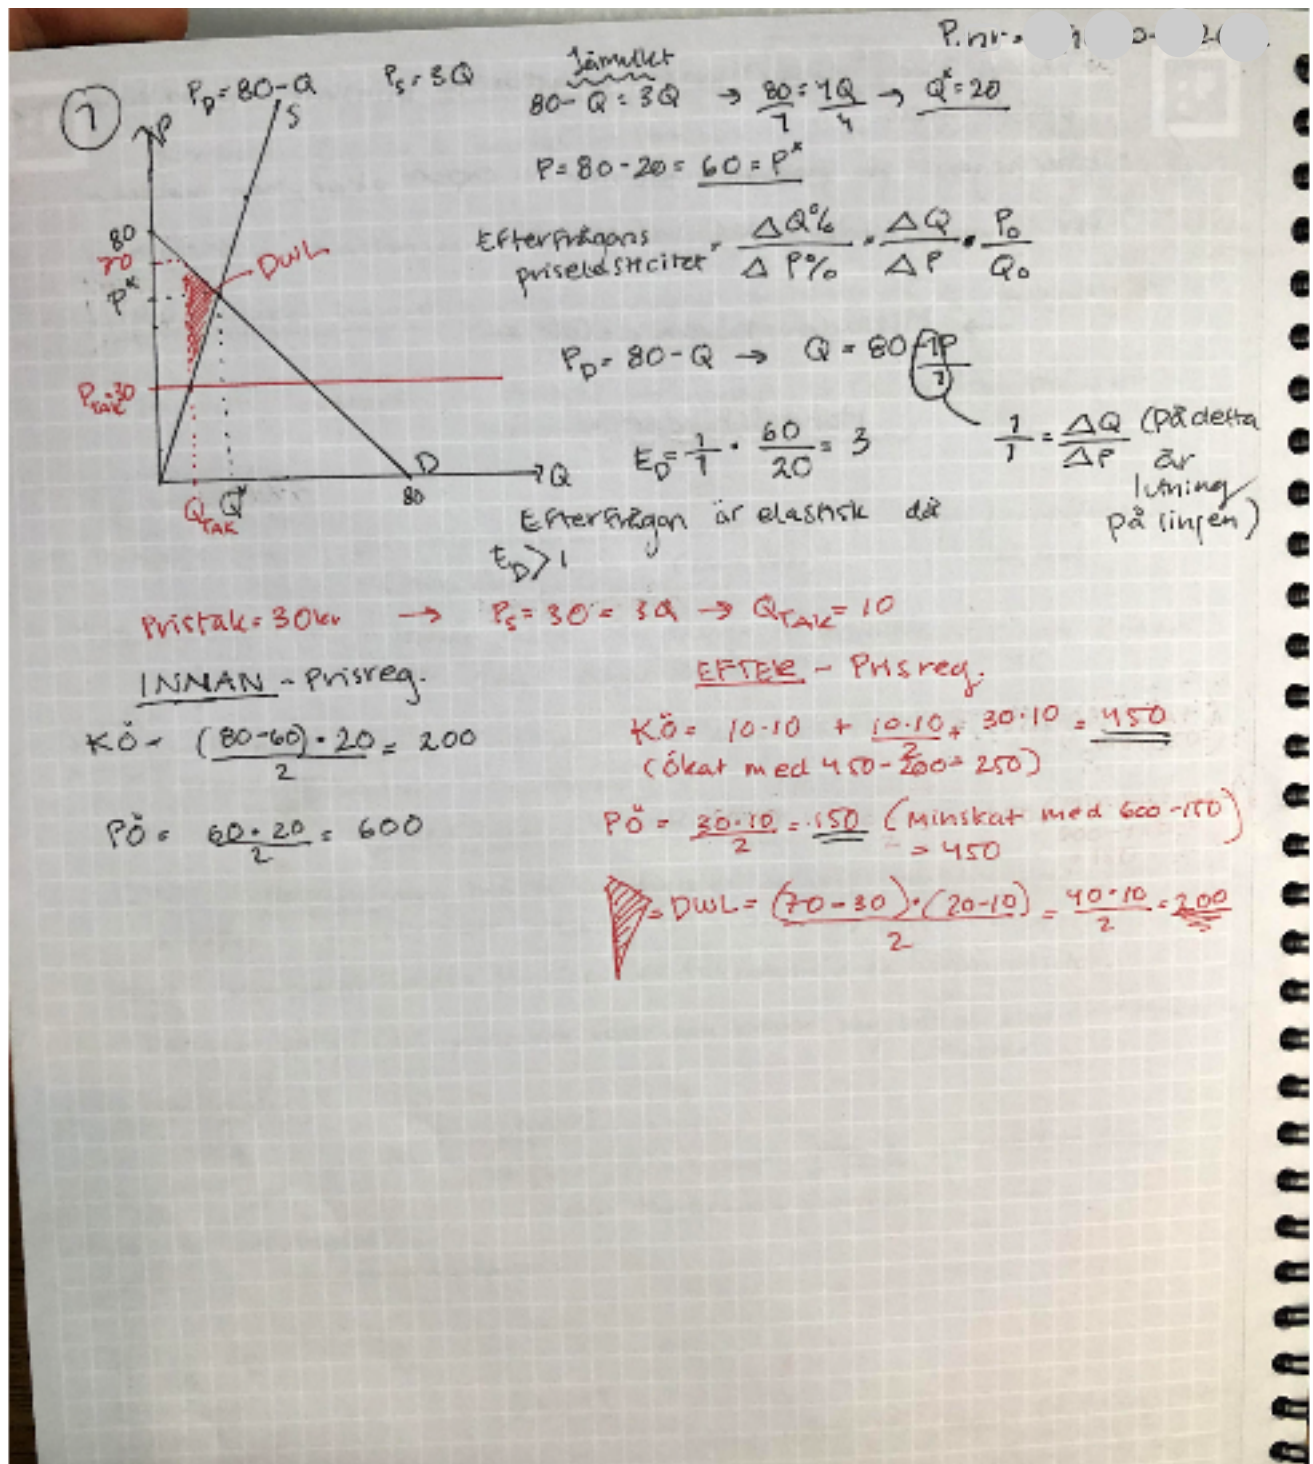 P.nr=
①
P_D = 80-Q
P_S = 3Q
Jämvikt
80-Q = 3Q → 80/4 = 4Q/4 → Q* = 20
P = 80-20 = 60 = P*
P
S
80
70
P*
DWL
P_TAK=30
D
Q
80
Q_TAK
Q*
Efterfrågans
priselasticitet = ΔQ% / ΔP% = ΔQ / ΔP · P₀ / Q₀
P_D = 80-Q → Q = 80 - 1P/1
E_D = 1/1 · 60/20 = 3
1/1 = ΔQ/ΔP (På detta
är
lutning
på linjen)
Efterfrågan är elastisk då
E_D > 1
Pristak = 30kr → P_S = 30 = 3Q → Q_TAK = 10
INNAN - Prisreg.
KÖ = (80-60)·20 / 2 = 200
PÖ = 60·20 / 2 = 600
EFTER - Prisreg.
KÖ = 10·10 + 10·10/2 + 30·10 = 450
(Ökat med 450-200 = 250)
PÖ = 30·10 / 2 = 150 (Minskat med 600-150)
= 450
= DWL = (70-30)·(20-10) / 2 = 40·10 / 2 = 200